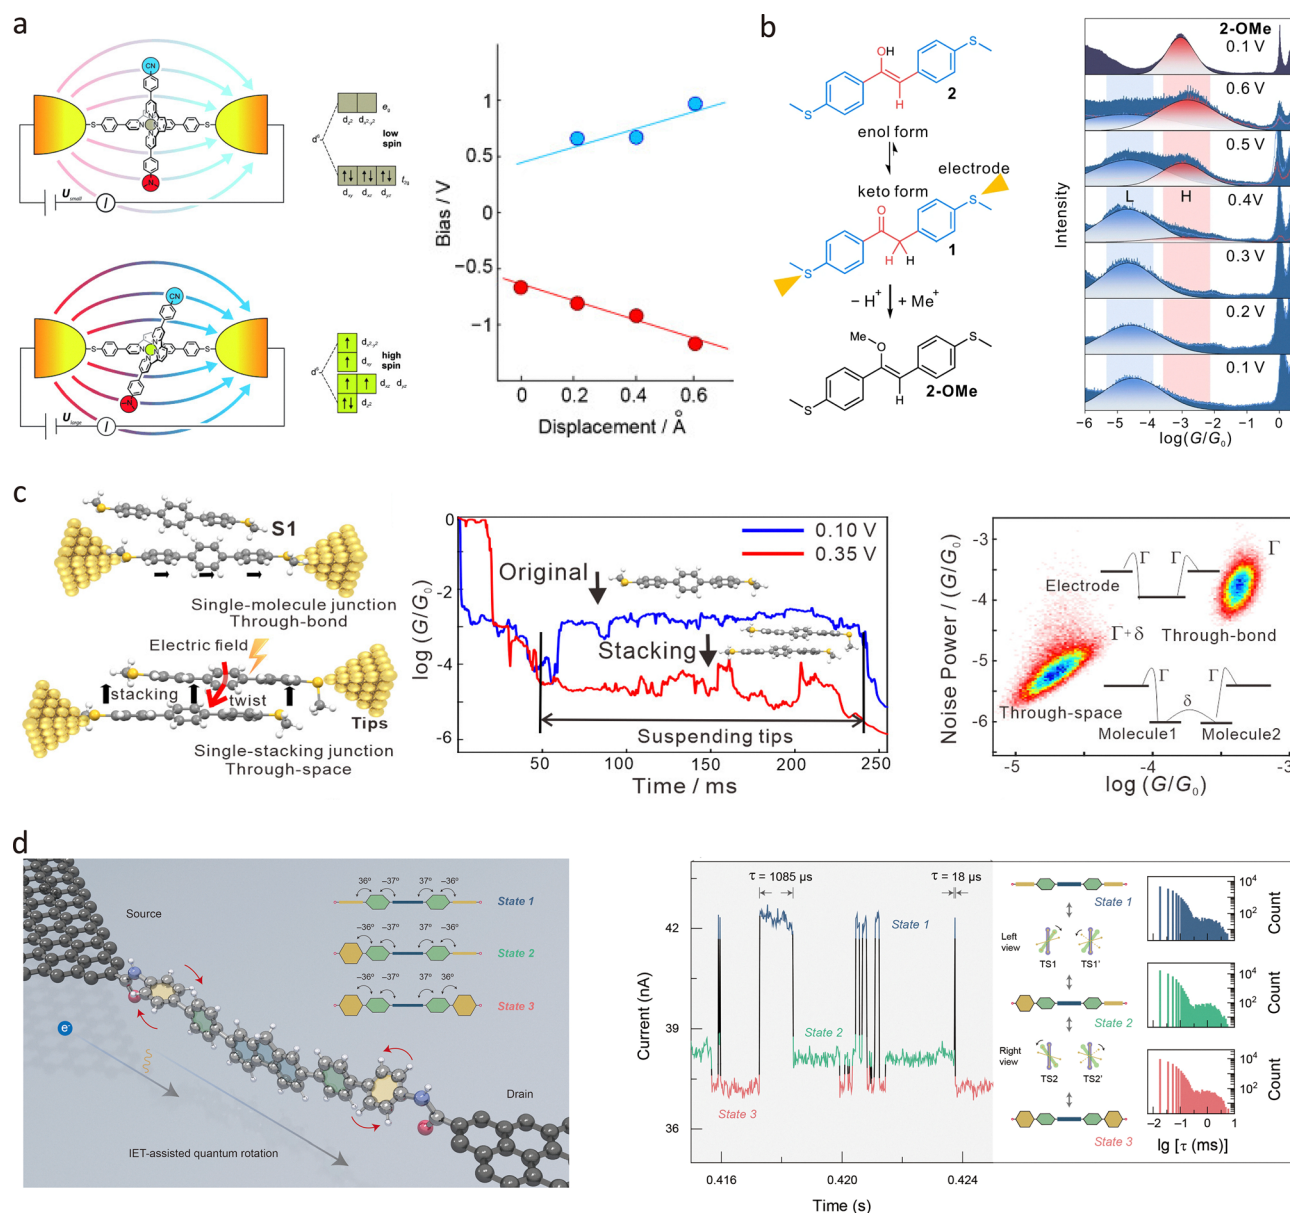 a
CN
S
S
N
U small
I
d⁶
e_g
d_z² d_x²-y²
low
spin
t_2g
d_xy d_xz d_yz
CN
S
S
N
U large
I
d⁶
d_x²-y²
d_xy
high
spin
d_xz d_yz
d_z²
Bias / V
1
0.5
0
−0.5
−1
0 0.2 0.4 0.6
Displacement / Å
b
OH
S
S
H
2
enol form
electrode
keto form
O
S
S
H H
1
− H⁺ + Me⁺
OMe
S
S
H
2-OMe
Intensity
2-OMe
0.1 V
0.6 V
0.5 V
L H 0.4V
0.3 V
0.2 V
0.1 V
-6 -5 -4 -3 -2 -1 0
log(G/G₀)
c
S1
Single-molecule junction
Through-bond
Electric field
stacking
twist
Tips
Single-stacking junction
Through-space
log (G/G₀)
0
-2
-4
-6
0.10 V
0.35 V
Original
Stacking
Suspending tips
50 100 150 200 250
Time / ms
Noise Power / (G/G₀)
-3
-4
-5
-6
Γ Γ Γ
Electrode
Through-bond
Γ+δ
Γ δ Γ
Through-space
Molecule1 Molecule2
-5 -4 -3
log (G/G₀)
d
Source
e⁻
Drain
IET-assisted quantum rotation
36° –37° 37° –36°
State 1
–36° –37° 37° –36°
State 2
–36° –37° 37° 36°
State 3
Current (nA)
42
39
36
τ = 1085 µs
τ = 18 µs
State 1
State 2
State 3
0.416 0.420 0.424
Time (s)
State 1
Left
view
TS1 TS1'
State 2
Right
view
TS2 TS2'
State 3
10⁴
10²
Count
10⁴
10²
Count
10⁴
10²
Count
−2 −1 0 1
lg [τ (ms)]